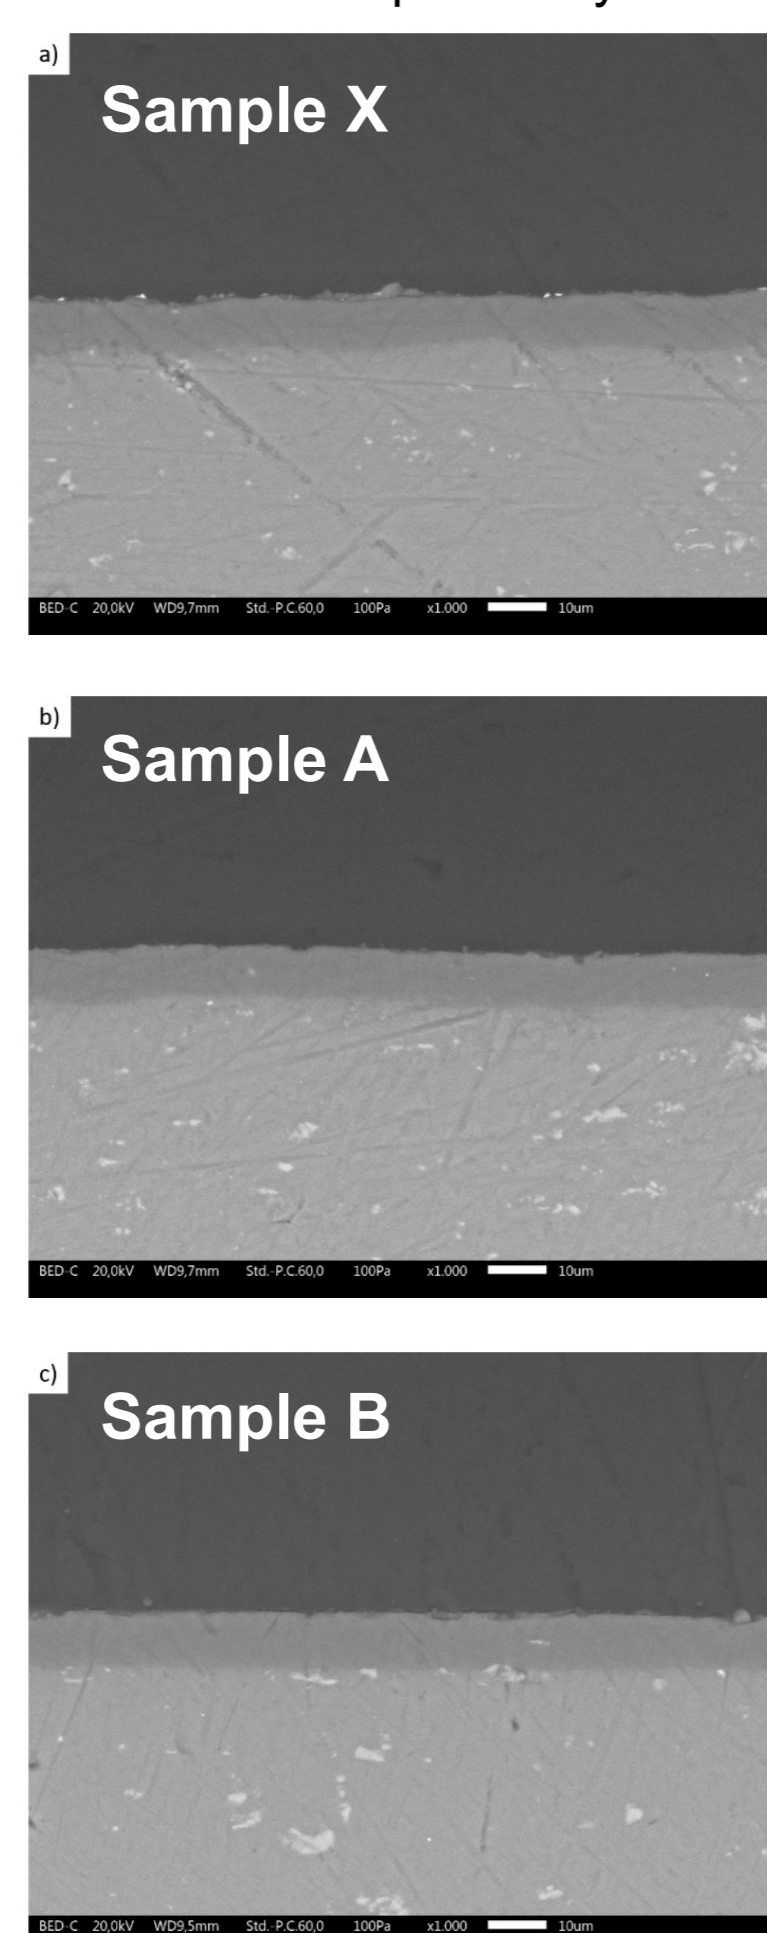 a)
Sample X
BED-C 20,0kV WD9,7mm Std.-P.C.60,0 100Pa x1.000 10um
b)
Sample A
BED-C 20,0kV WD9,7mm Std.-P.C.60,0 100Pa x1.000 10um
c)
Sample B
BED-C 20,0kV WD9,5mm Std.-P.C.60,0 100Pa x1.000 10um